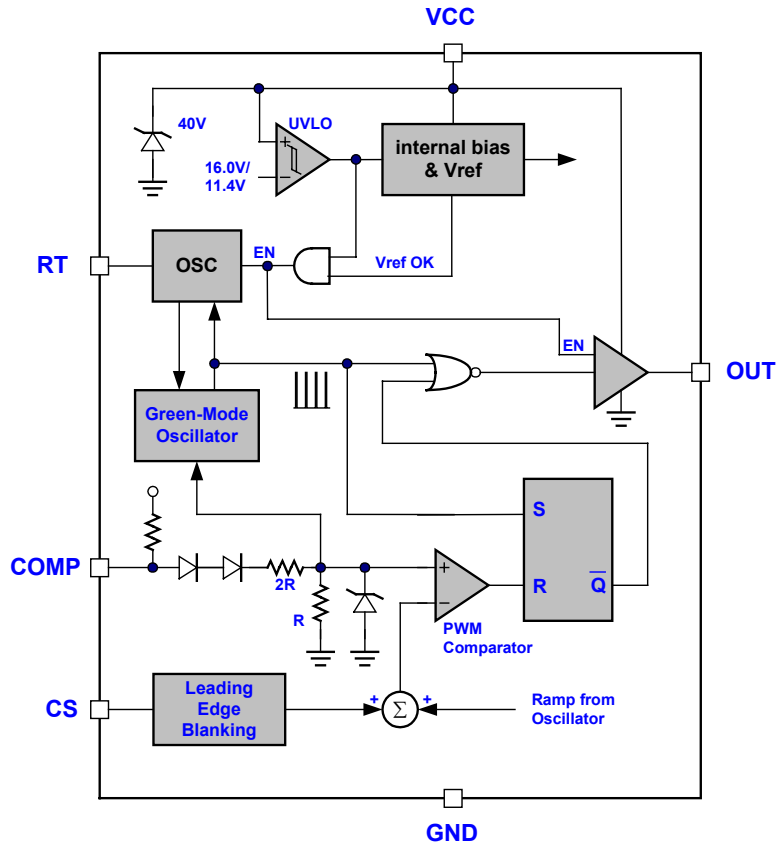 VCC
40V
UVLO
+
−
16.0V/
11.4V
internal bias
& Vref
RT
OSC
EN
Vref OK
EN
OUT
Green-Mode
Oscillator
S
R
Q
COMP
2R
R
+
−
PWM
Comparator
CS
Leading
Edge
Blanking
+
Σ
+
Ramp from
Oscillator
GND